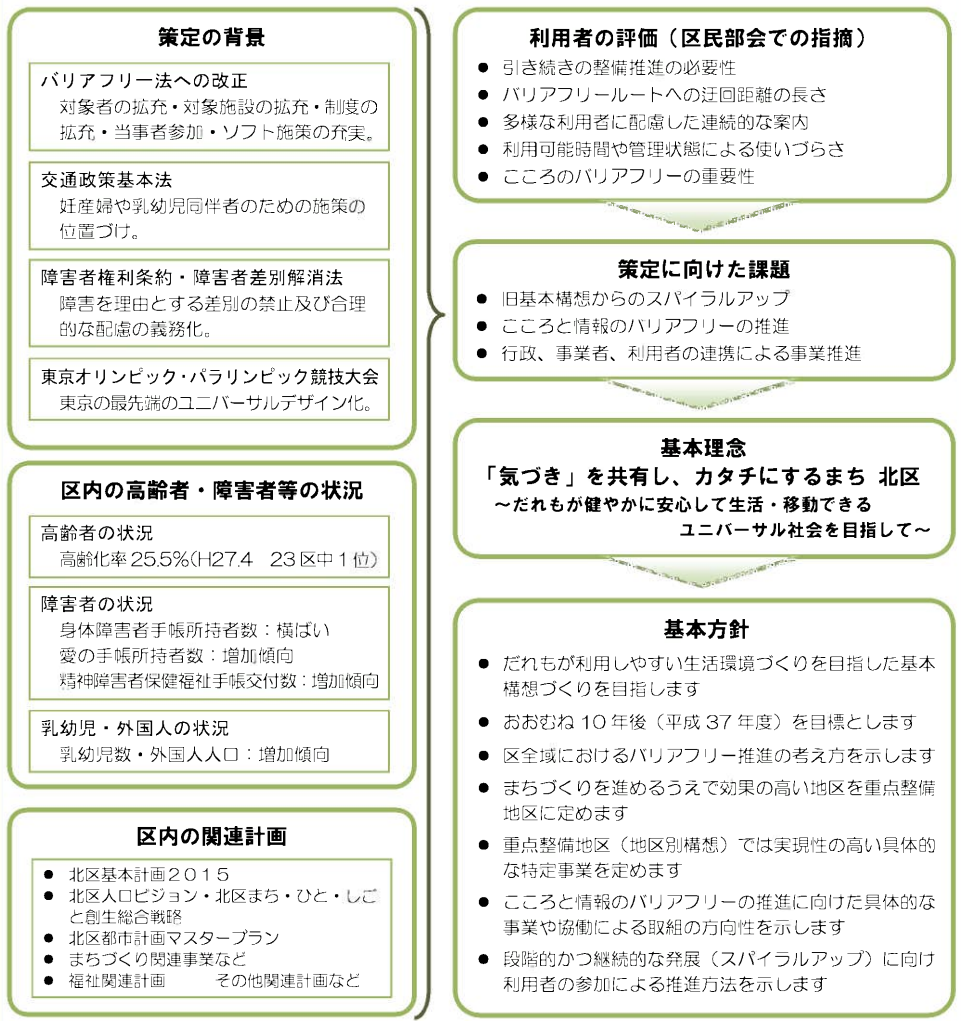 策定の背景
バリアフリー法への改正
対象者の拡充・対象施設の拡充・制度の
拡充・当事者参加・ソフト施策の充実。
交通政策基本法
妊産婦や乳幼児同伴者のための施策の
位置づけ。
障害者権利条約・障害者差別解消法
障害を理由とする差別の禁止及び合理
的な配慮の義務化。
東京オリンピック・パラリンピック競技大会
東京の最先端のユニバーサルデザイン化。
区内の高齢者・障害者等の状況
高齢者の状況
高齢化率 25.5%(H27.4 23 区中 1 位)
障害者の状況
身体障害者手帳所持者数：横ばい
愛の手帳所持者数：増加傾向
精神障害者保健福祉手帳交付数：増加傾向
乳幼児・外国人の状況
乳幼児数・外国人人口：増加傾向
区内の関連計画
● 北区基本計画２０１５
● 北区人口ビジョン・北区まち・ひと・しご
と創生総合戦略
● 北区都市計画マスタープラン
● まちづくり関連事業など
● 福祉関連計画 その他関連計画など
利用者の評価（区民部会での指摘）
● 引き続きの整備推進の必要性
● バリアフリールートへの迂回距離の長さ
● 多様な利用者に配慮した連続的な案内
● 利用可能時間や管理状態による使いづらさ
● こころのバリアフリーの重要性
策定に向けた課題
● 旧基本構想からのスパイラルアップ
● こころと情報のバリアフリーの推進
● 行政、事業者、利用者の連携による事業推進
基本理念
「気づき」を共有し、カタチにするまち 北区
～だれもが健やかに安心して生活・移動できる
ユニバーサル社会を目指して～
基本方針
● だれもが利用しやすい生活環境づくりを目指した基本
構想づくりを目指します
● おおむね 10 年後（平成 37 年度）を目標とします
● 区全域におけるバリアフリー推進の考え方を示します
● まちづくりを進めるうえで効果の高い地区を重点整備
地区に定めます
● 重点整備地区（地区別構想）では実現性の高い具体的
な特定事業を定めます
● こころと情報のバリアフリーの推進に向けた具体的な
事業や協働による取組の方向性を示します
● 段階的かつ継続的な発展（スパイラルアップ）に向け
利用者の参加による推進方法を示します